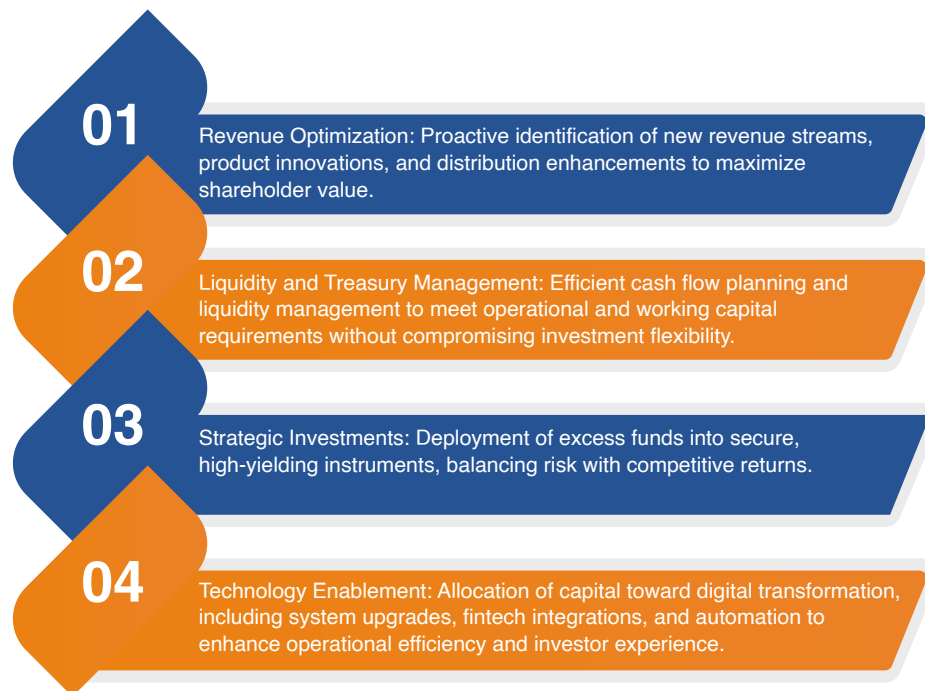 01
Revenue Optimization: Proactive identification of new revenue streams,
product innovations, and distribution enhancements to maximize
shareholder value.
02
Liquidity and Treasury Management: Efficient cash flow planning and
liquidity management to meet operational and working capital
requirements without compromising investment flexibility.
03
Strategic Investments: Deployment of excess funds into secure,
high-yielding instruments, balancing risk with competitive returns.
04
Technology Enablement: Allocation of capital toward digital transformation,
including system upgrades, fintech integrations, and automation to
enhance operational efficiency and investor experience.